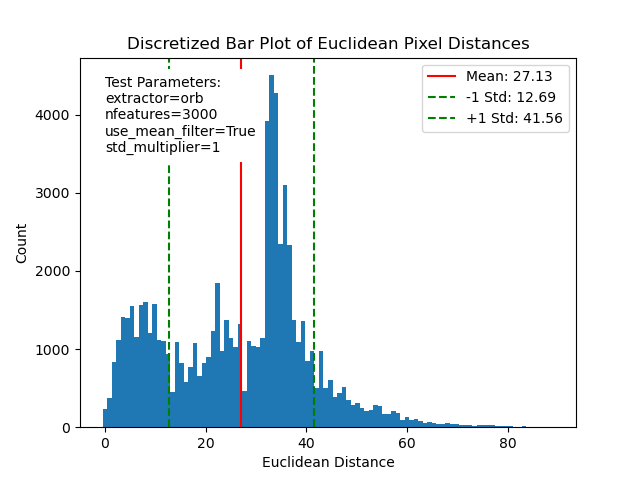 Discretized Bar Plot of Euclidean Pixel Distances
Test Parameters:
extractor=orb
nfeatures=3000
use_mean_filter=True
std_multiplier=1
Mean: 27.13
-1 Std: 12.69
+1 Std: 41.56
Count
4000
3000
2000
1000
0
0 20 40 60 80
Euclidean Distance